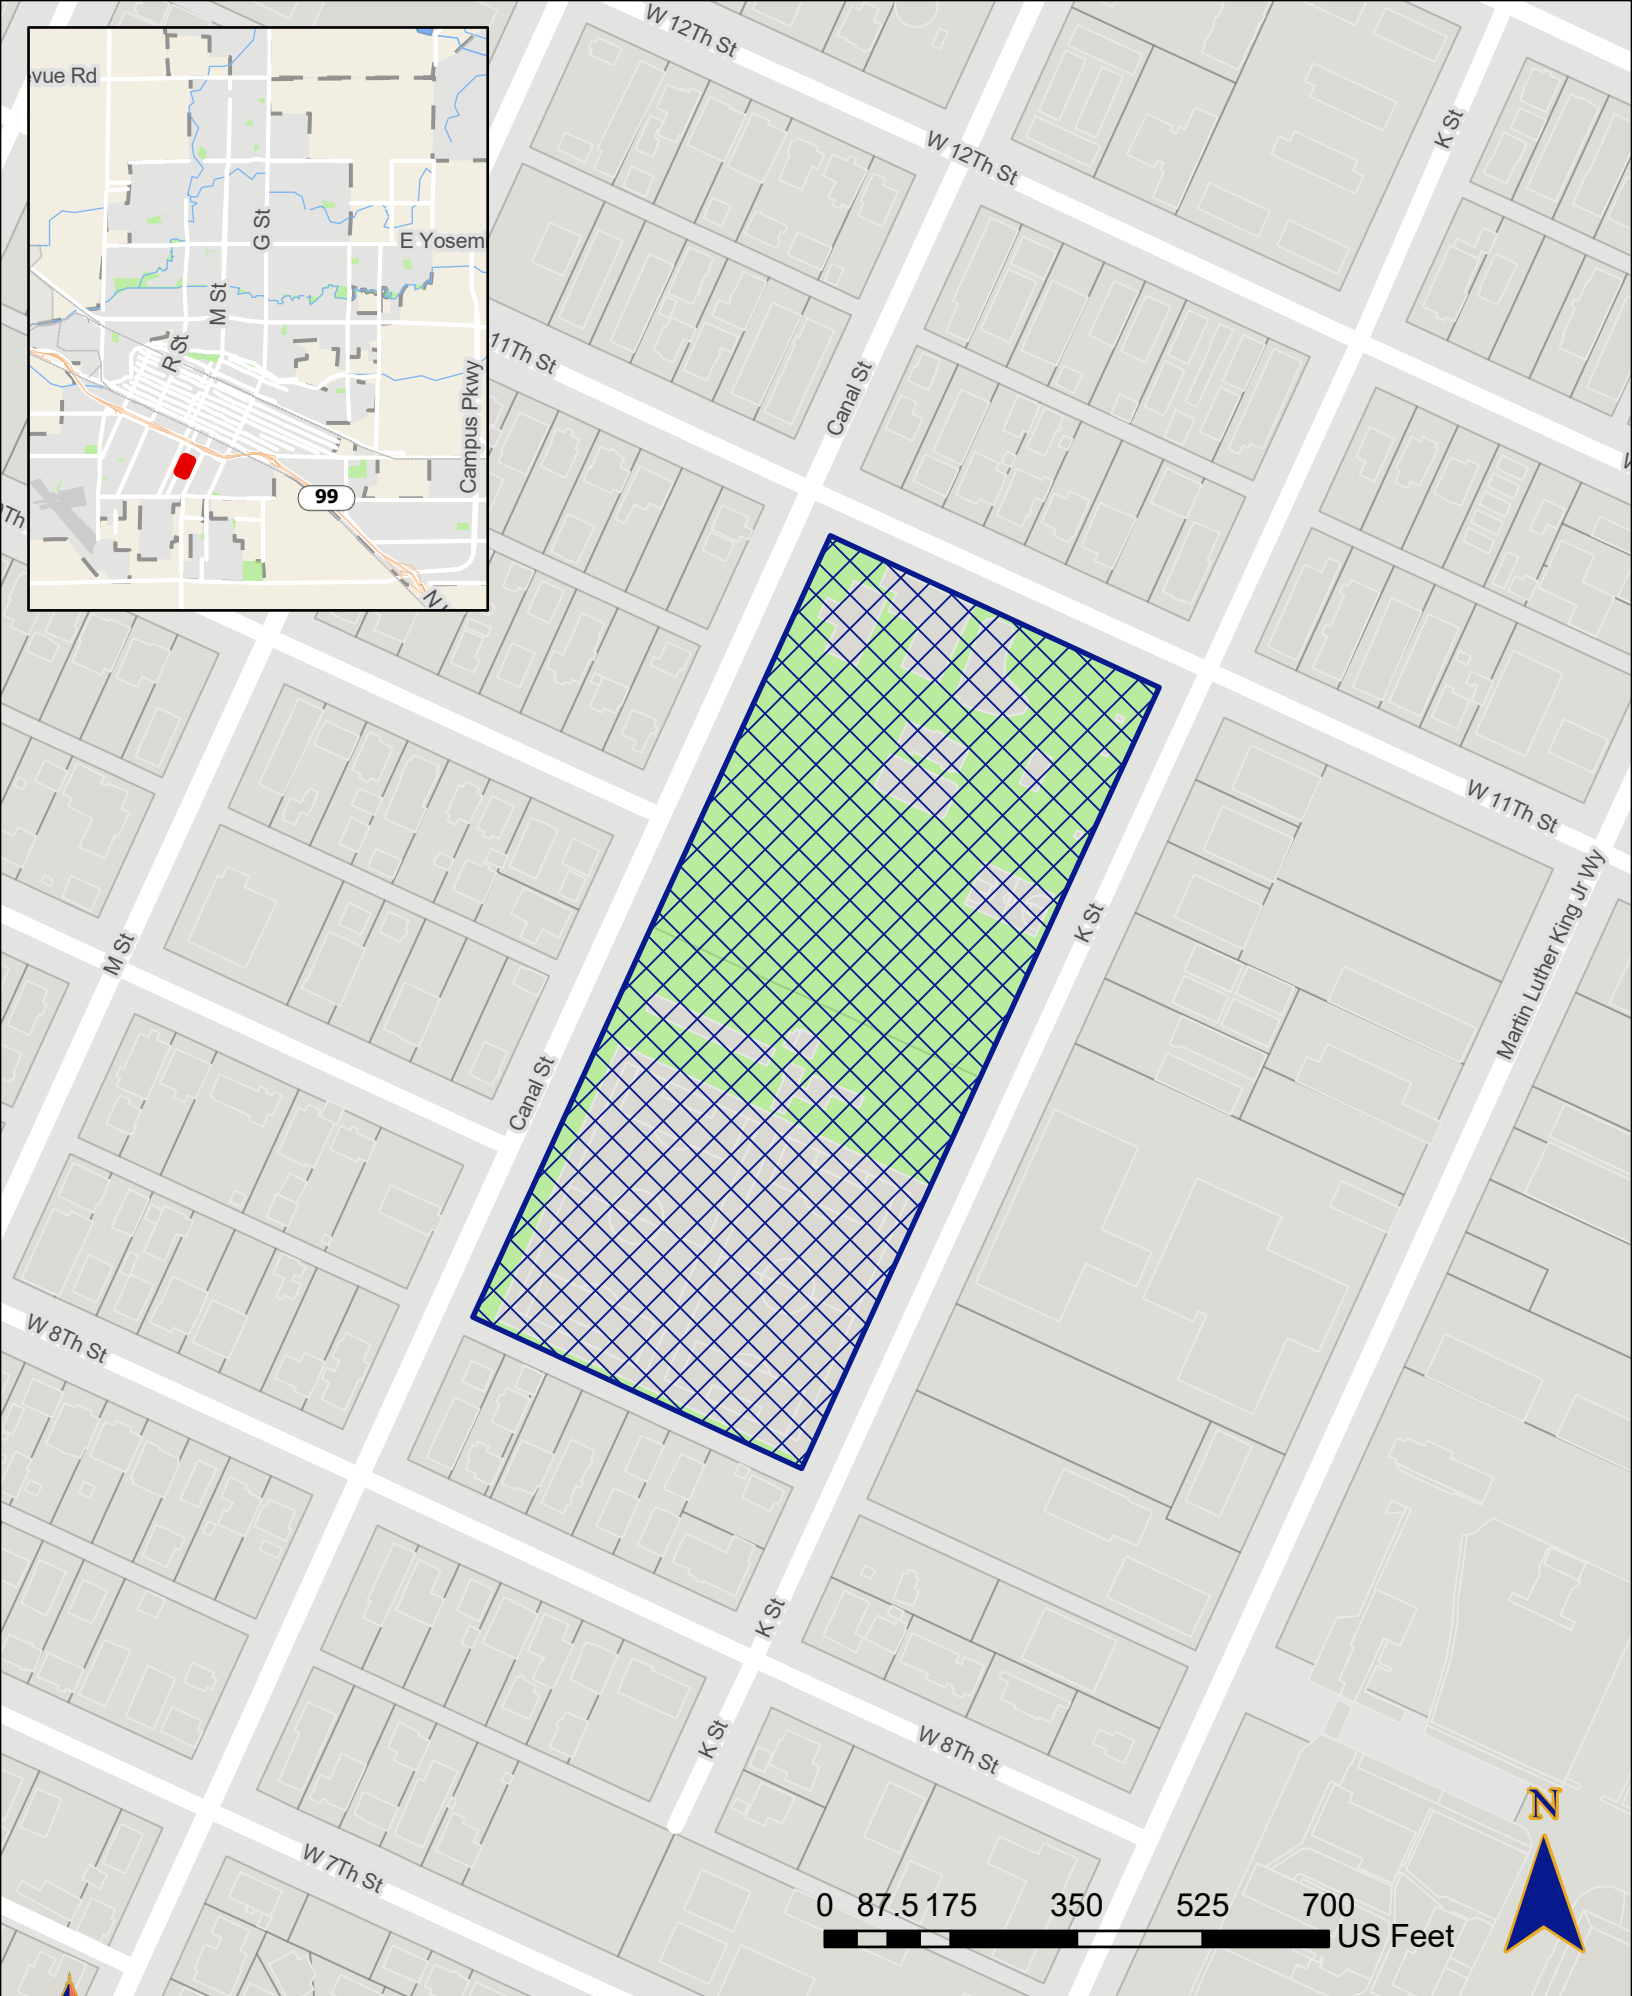 W 12Th St
W 12Th St
K St
vue Rd
G St
E Yosem
M St
R St
Campus Pkwy
99
11Th St
Canal St
W 11Th St
K St
Martin Luther King Jr Wy
M St
Canal St
W 8Th St
K St
K St
W 8Th St
W 7Th St
N
0 87.5 175 350 525 700
US Feet